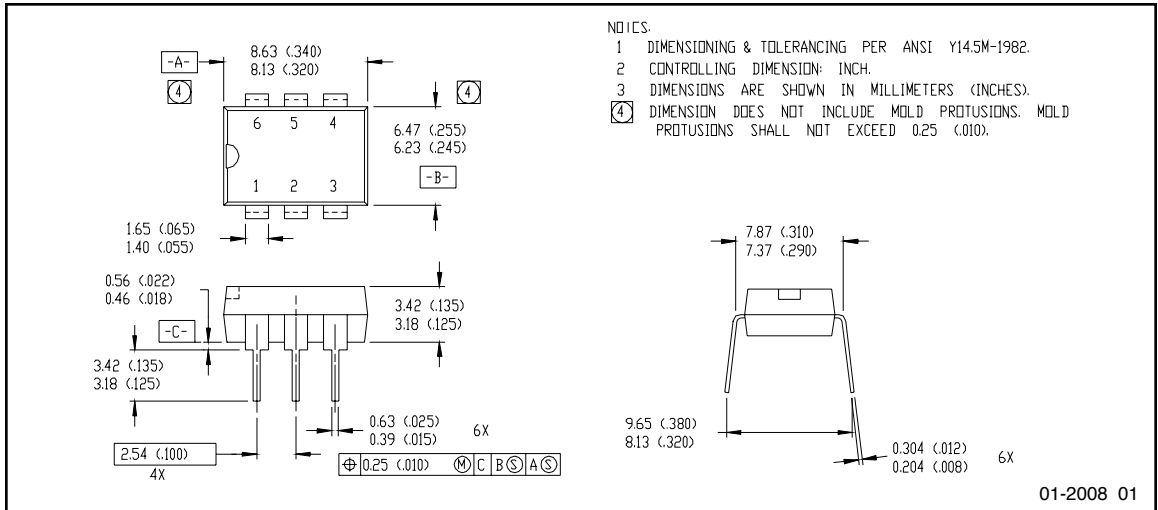 -A-
8.63 (.340)
8.13 (.320)
4
4
6 5 4
1 2 3
6.47 (.255)
6.23 (.245)
-B-
1.65 (.065)
1.40 (.055)
0.56 (.022)
0.46 (.018)
-C-
3.42 (.135)
3.18 (.125)
3.42 (.135)
3.18 (.125)
2.54 (.100)
4X
0.63 (.025)
0.39 (.015)
6X
⌖ 0.25 (.010) Ⓜ C B Ⓢ A Ⓢ
NOTES.
1 DIMENSIONING & TOLERANCING PER ANSI Y14.5M-1982.
2 CONTROLLING DIMENSION: INCH.
3 DIMENSIONS ARE SHOWN IN MILLIMETERS (INCHES).
4 DIMENSION DOES NOT INCLUDE MOLD PROTUSIONS. MOLD
PROTUSIONS SHALL NOT EXCEED 0.25 (.010).
7.87 (.310)
7.37 (.290)
9.65 (.380)
8.13 (.320)
0.304 (.012)
0.204 (.008)
6X
01-2008 01